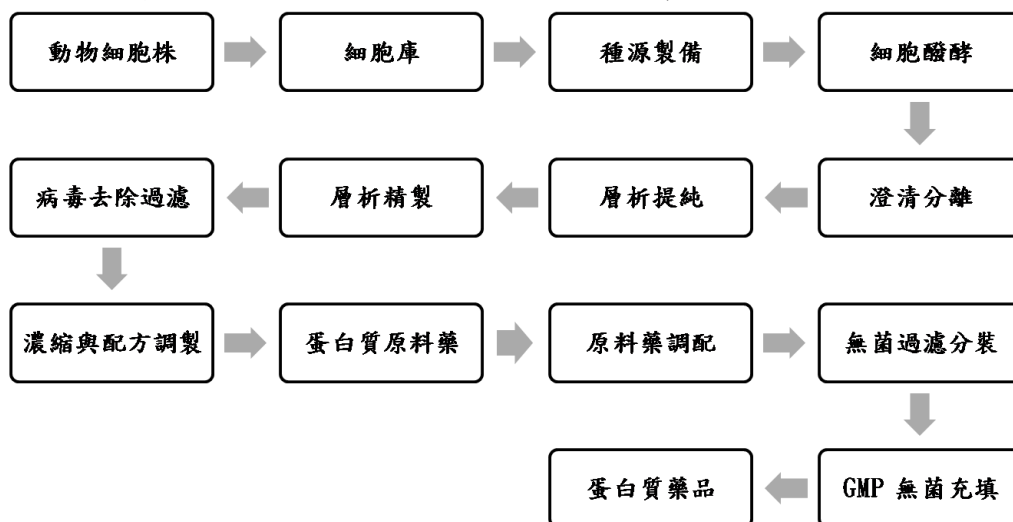 動物細胞株
細胞庫
種源製備
細胞醱酵
澄清分離
層析提純
層析精製
病毒去除過濾
濃縮與配方調製
蛋白質原料藥
原料藥調配
無菌過濾分裝
GMP 無菌充填
蛋白質藥品